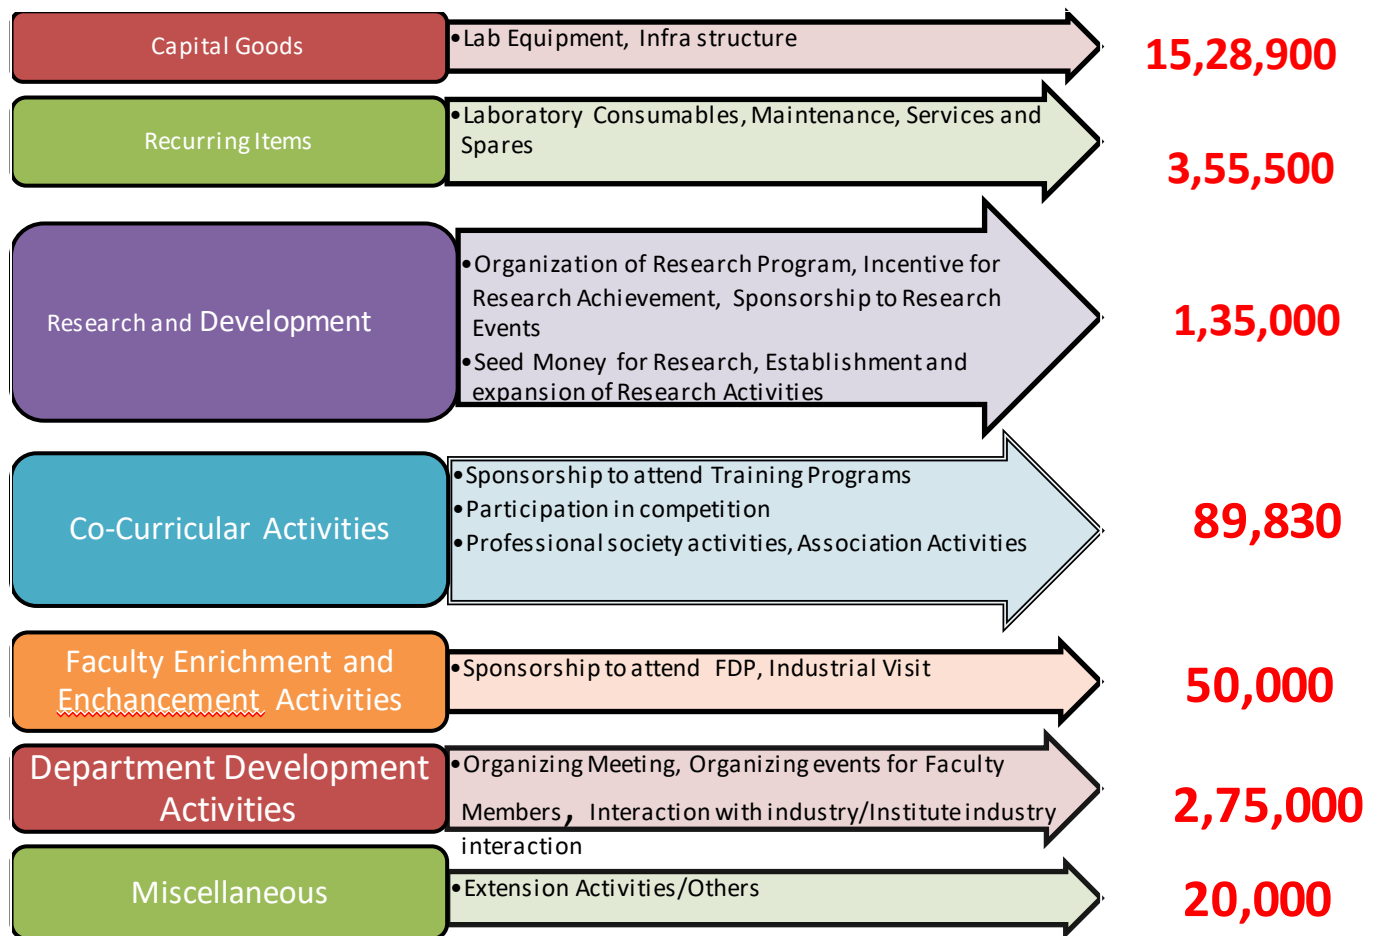 Capital Goods
•Lab Equipment, Infra structure
15,28,900
Recurring Items
•Laboratory Consumables, Maintenance, Services and
Spares
3,55,500
Research and Development
•Organization of Research Program, Incentive for
Research Achievement, Sponsorship to Research
Events
•Seed Money for Research, Establishment and
expansion of Research Activities
1,35,000
Co-Curricular Activities
•Sponsorship to attend Training Programs
•Participation in competition
•Professional society activities, Association Activities
89,830
Faculty Enrichment and
Enchancement Activities
•Sponsorship to attend FDP, Industrial Visit
50,000
Department Development
Activities
•Organizing Meeting, Organizing events for Faculty
Members, Interaction with industry/Institute industry
interaction
2,75,000
Miscellaneous
•Extension Activities/Others
20,000